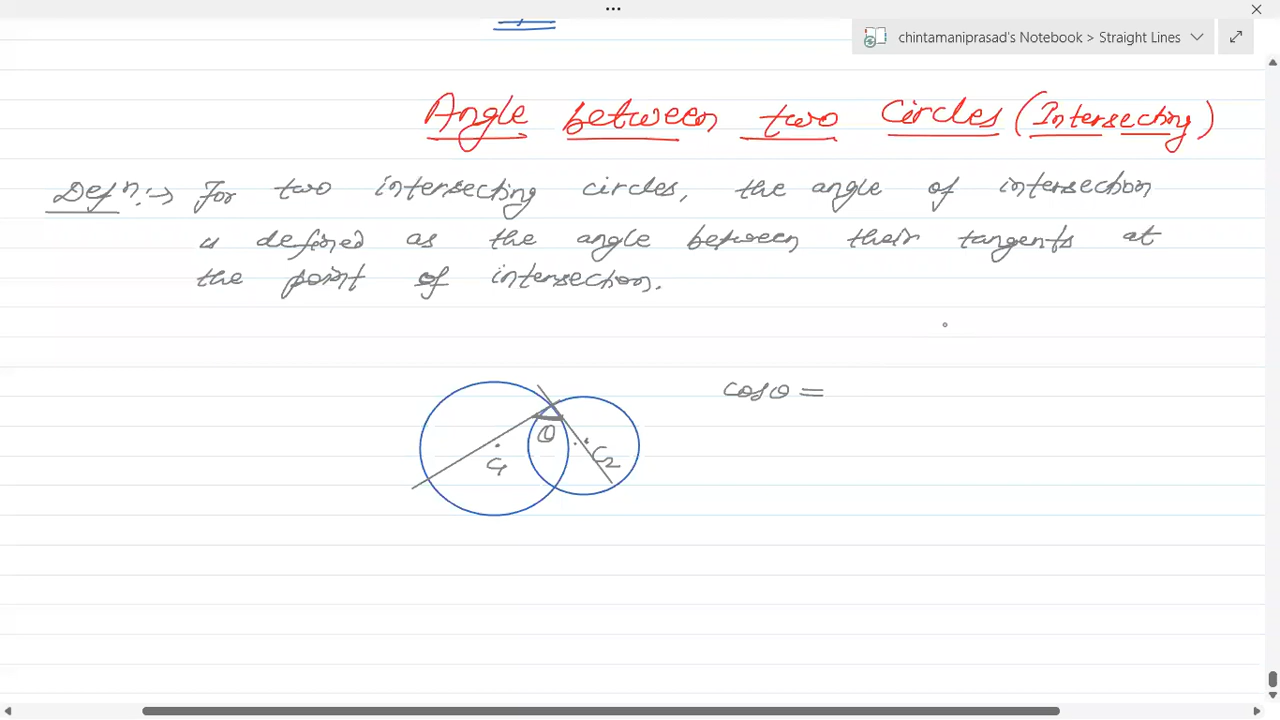 ...
chintamaniprasad's Notebook > Straight Lines
Angle between two Circles (Intersecting)
Defⁿ:→ For two intersecting circles, the angle of intersection
is defined as the angle between their tangents at
the point of intersection.
cosθ =
θ
C₁
C₂